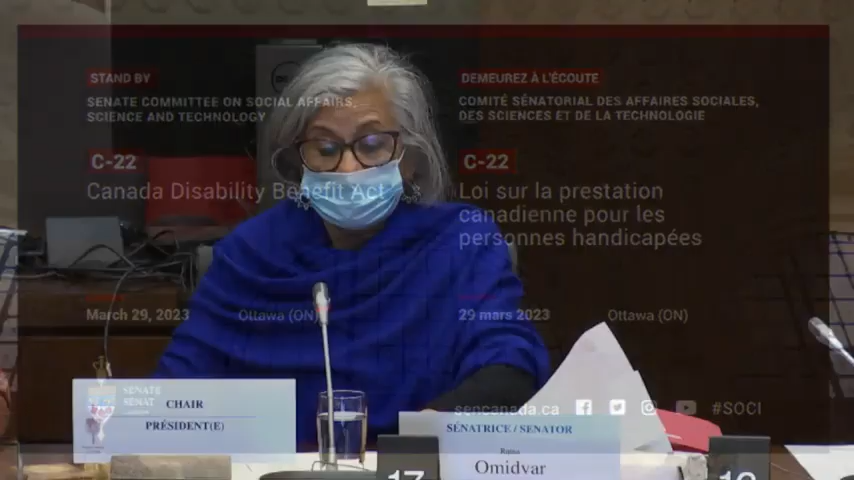 STAND BY
SENATE COMMITTEE ON SOCIAL AFFAIRS,
SCIENCE AND TECHNOLOGY
C-22
Canada Disability Benefit Act
March 29, 2023 Ottawa (ON)
DEMEUREZ À L'ÉCOUTE
COMITÉ SÉNATORIAL DES AFFAIRES SOCIALES,
DES SCIENCES ET DE LA TECHNOLOGIE
C-22
Loi sur la prestation
canadienne pour les
personnes handicapées
29 mars 2023 Ottawa (ON)
SENATE
SÉNAT
sencanada.ca #SOCI
CHAIR
PRÉSIDENT(E)
SÉNATRICE / SENATOR
Ratna
Omidvar
17